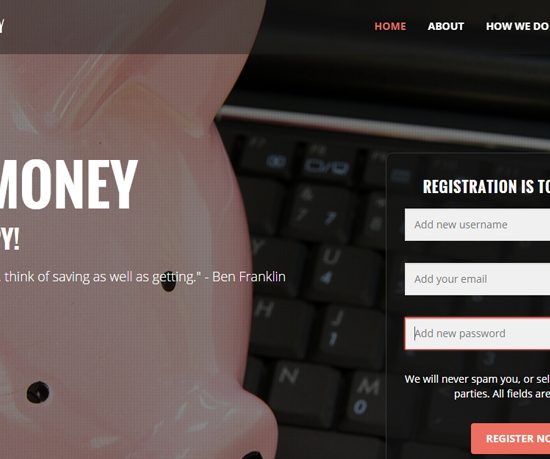 Y
HOME ABOUT HOW WE DO
MONEY
Y!
think of saving as well as getting." - Ben Franklin
REGISTRATION IS TO
Add new username
Add your email
Add new password
We will never spam you, or sel
parties. All fields are
REGISTER NO